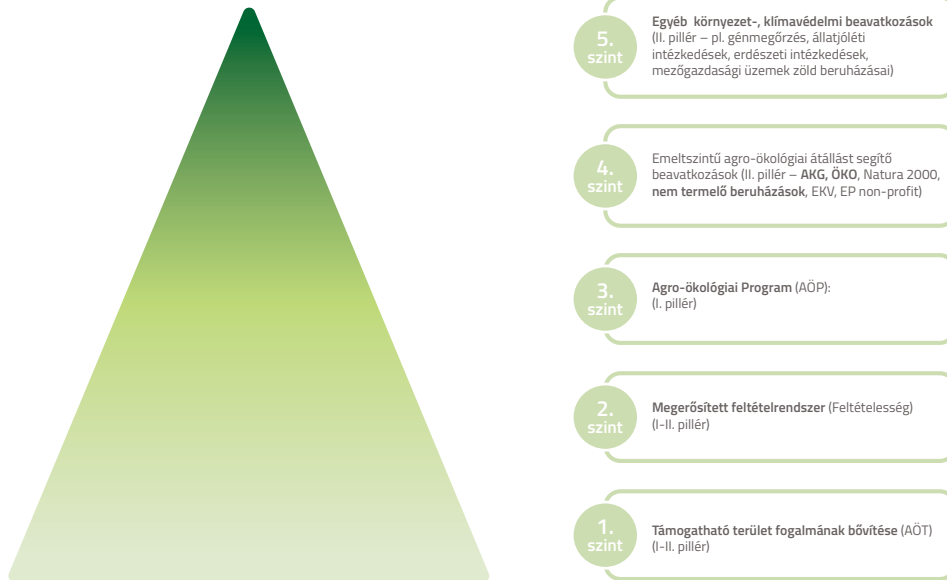 5.
szint
Egyéb környezet-, klímavédelmi beavatkozások
(II. pillér – pl. génmegőrzés, állatjóléti
intézkedések, erdészeti intézkedések,
mezőgazdasági üzemek zöld beruházásai)
4.
szint
Emeltszintű agro-ökológiai átállást segítő
beavatkozások (II. pillér – AKG, ÖKO, Natura 2000,
nem termelő beruházások, EKV, EP non-profit)
3.
szint
Agro-ökológiai Program (AÖP):
(I. pillér)
2.
szint
Megerősített feltételrendszer (Feltételesség)
(I-II. pillér)
1.
szint
Támogatható terület fogalmának bővítése (AÖT)
(I-II. pillér)